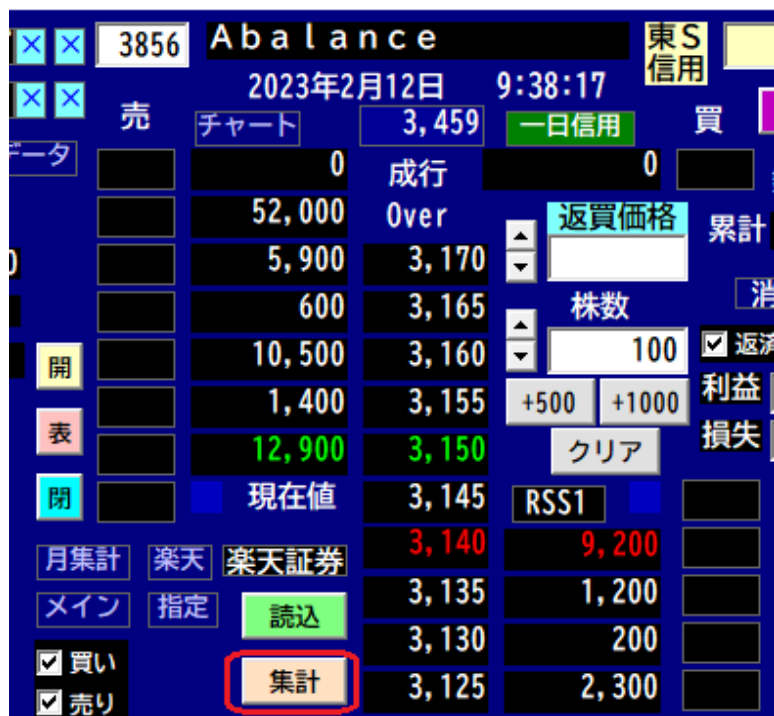 × × 3856 Abalance 東S
信用
2023年2月12日 9:38:17
× × 売 チャート 3,459 一日信用 買
データ 0 成行 0
52,000 Over 返買価格 累計
5,900 3,170
600 3,165 株数
開 10,500 3,160 100 返済
1,400 3,155 +500 +1000 利益
表 12,900 3,150 クリア 損失
閉 現在値 3,145 RSS1
月集計 楽天 楽天証券 3,140 9,200
メイン 指定 読込 3,135 1,200
買い 3,130 200
売り 集計 3,125 2,300